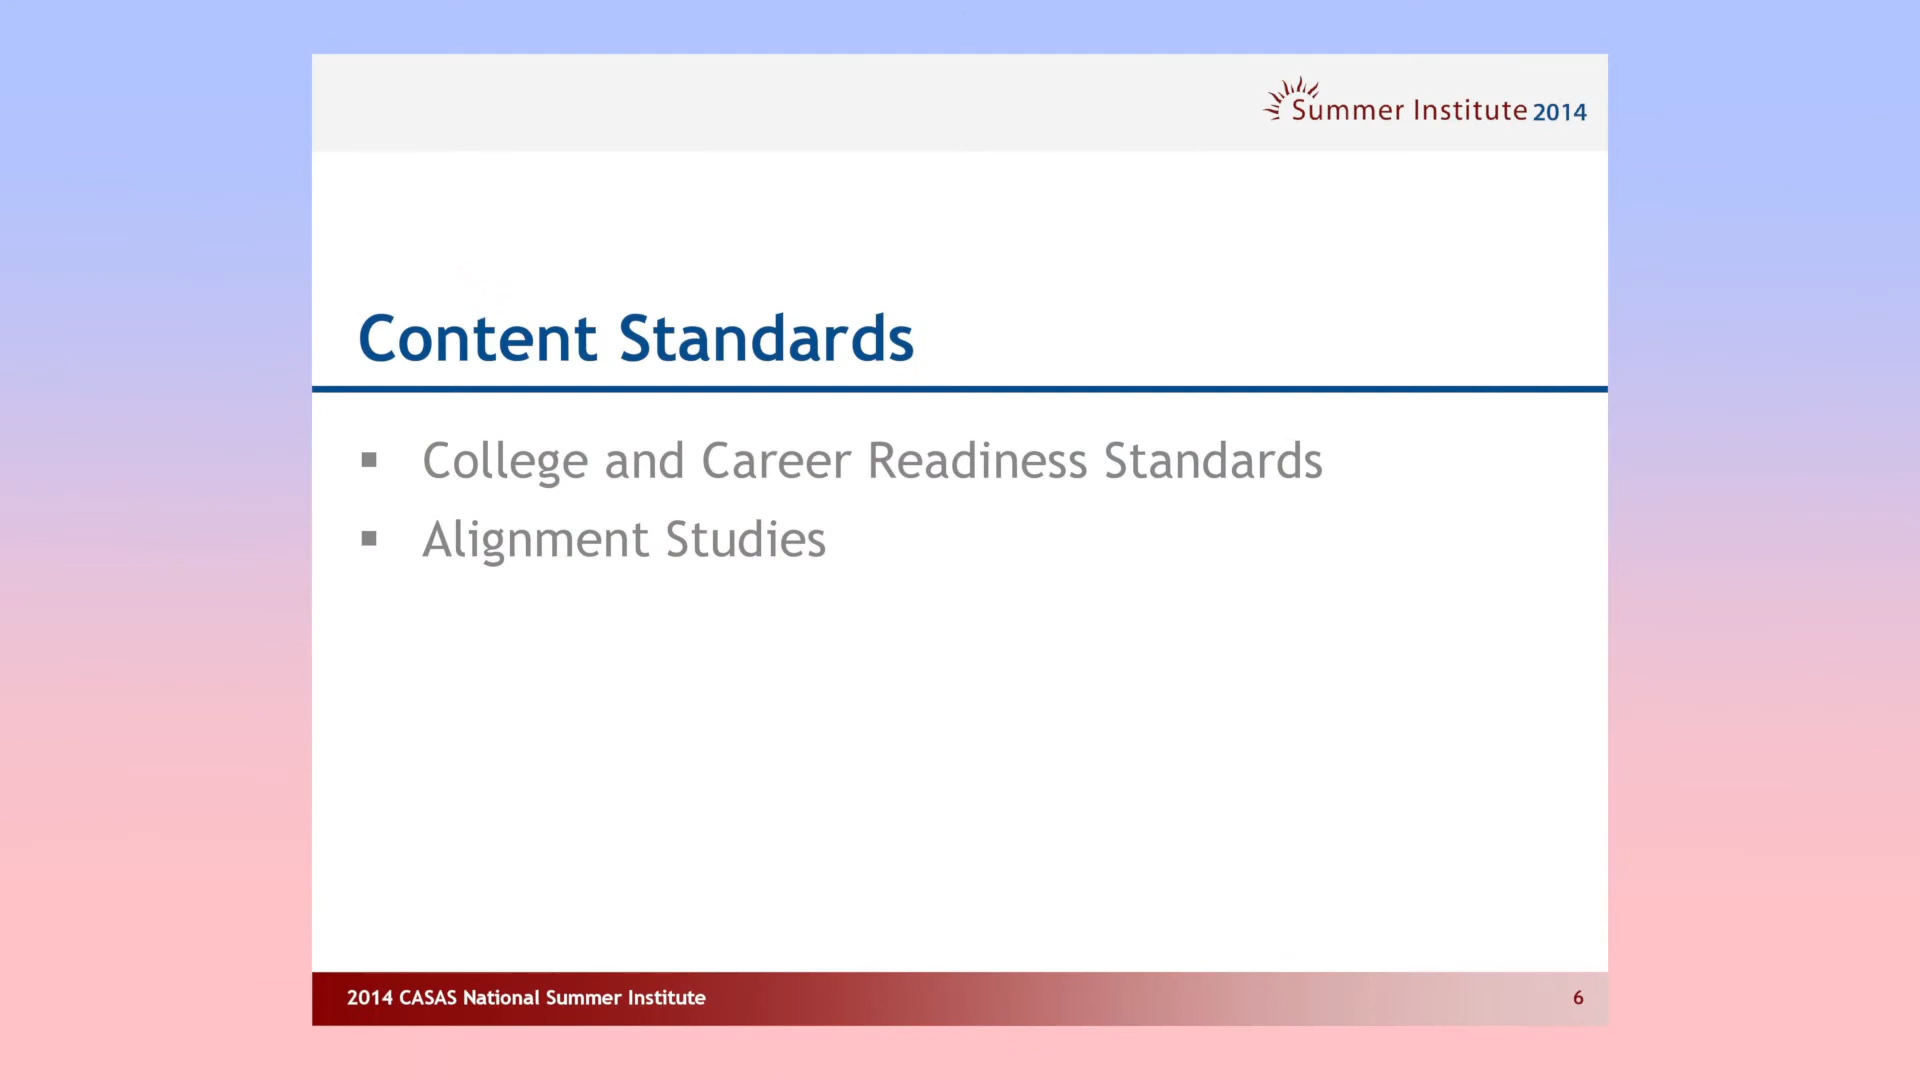 Summer Institute 2014
Content Standards
▪ College and Career Readiness Standards
▪ Alignment Studies
2014 CASAS National Summer Institute
6